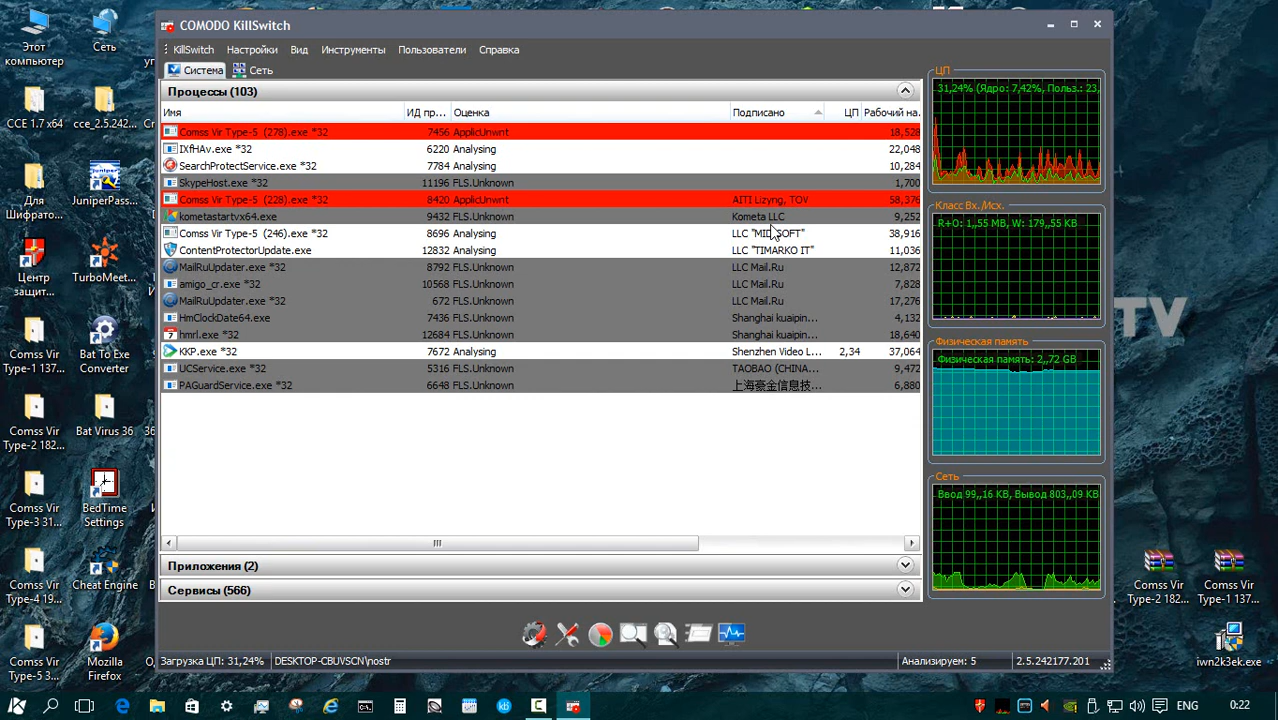 COMODO KillSwitch
KillSwitch Настройки Вид Инструменты Пользователи Справка
Система Сеть
Процессы (103)
Имя ИД пр... Оценка Подписано ЦП Рабочий на...
Comss Vir Type-5 (278).exe *32 7456 ApplicUnwnt 18,528
IXfHAv.exe *32 6220 Analysing 22,048
SearchProtectService.exe *32 7784 Analysing 10,284
SkypeHost.exe *32 11196 FLS.Unknown 1,700
Comss Vir Type-5 (228).exe *32 8420 ApplicUnwnt AITI Lizyng, TOV 58,376
kometastartvx64.exe 9432 FLS.Unknown Kometa LLC 9,252
Comss Vir Type-5 (246).exe *32 8696 Analysing LLC 38,916
ContentProtectorUpdate.exe 12832 Analysing LLC "TIMARKO IT" 11,036
MailRuUpdater.exe *32 8792 FLS.Unknown LLC Mail.Ru 12,872
amigo_cr.exe *32 10568 FLS.Unknown LLC Mail.Ru 7,828
MailRuUpdater.exe *32 672 FLS.Unknown LLC Mail.Ru 17,276
HmClockDate64.exe 7436 FLS.Unknown Shanghai kuaipin... 4,132
hmrl.exe *32 12684 FLS.Unknown Shanghai kuaipin... 18,640
KKP.exe *32 7672 Analysing Shenzhen Video L... 2,34 37,064
UCService.exe *32 5316 FLS.Unknown TAOBAO (CHINA... 9,472
PAGuardService.exe *32 6648 FLS.Unknown 上海豪金信息技... 6,880
Приложения (2)
Сервисы (566)
ЦП
31,24% (Ядро: 7,42%, Польз.: 23,
Класс Вх./Исх.
R+O: 1,,55 MB, W: 179,,55 KB
Физическая память
Физическая память: 2,,72 GB
Сеть
Ввод 99,,16 KB, Вывод 803,,09 KB
Загрузка ЦП: 31,24% DESKTOP-CBUVSCN\nostr Анализируем: 5 2.5.242177.201
Этот
компьютер
Сеть
CCE 1.7 x64
cce_2.5.242...
Для
Шифрато...
JuniperPass...
Центр
защит...
TurboMeet...
Comss Vir
Type-1 137...
Bat To Exe
Converter
Comss Vir
Type-2 182...
Bat Virus 36
Comss Vir
Type-3 31...
BedTime
Settings
Comss Vir
Type-4 19...
Cheat Engine
Comss Vir
Type-5 3...
Mozilla
Firefox
TV
Comss Vir
Type-2 182...
Comss Vir
Type-1 137...
iwn2k3ek.exe
ENG 0:22